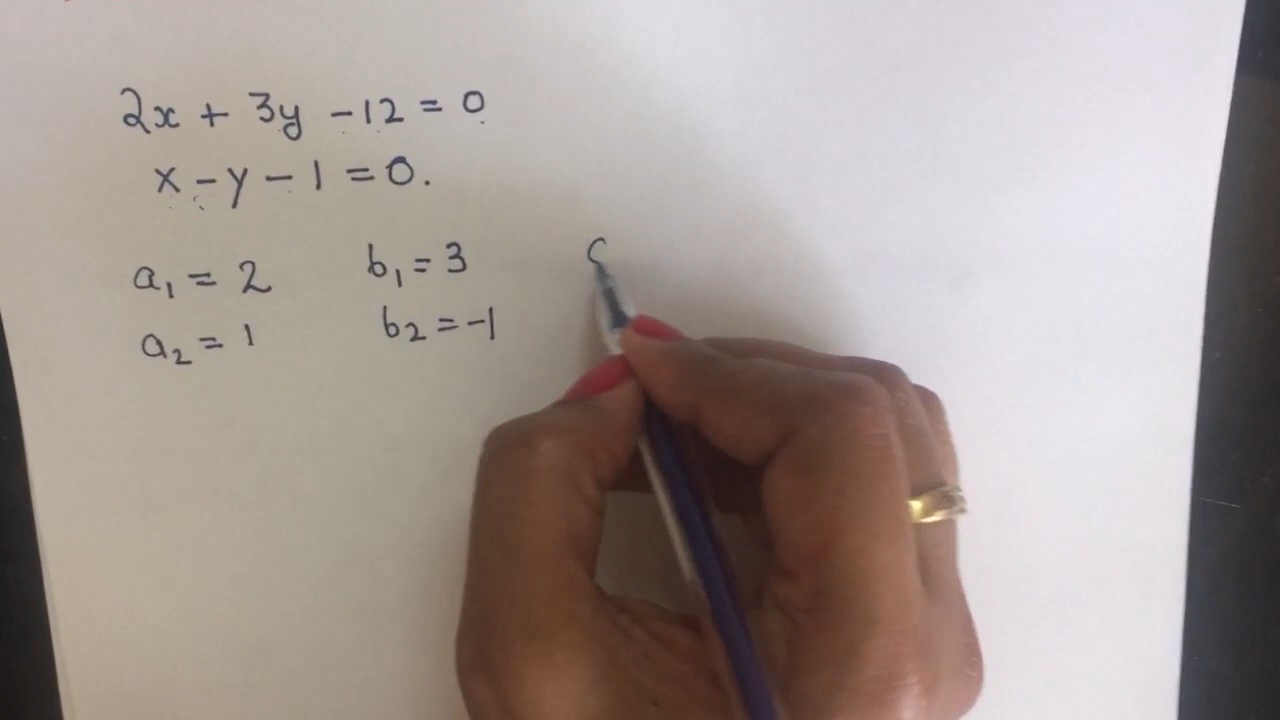 2x + 3y - 12 = 0
x - y - 1 = 0.
a₁ = 2 b₁ = 3 c
a₂ = 1 b₂ = -1